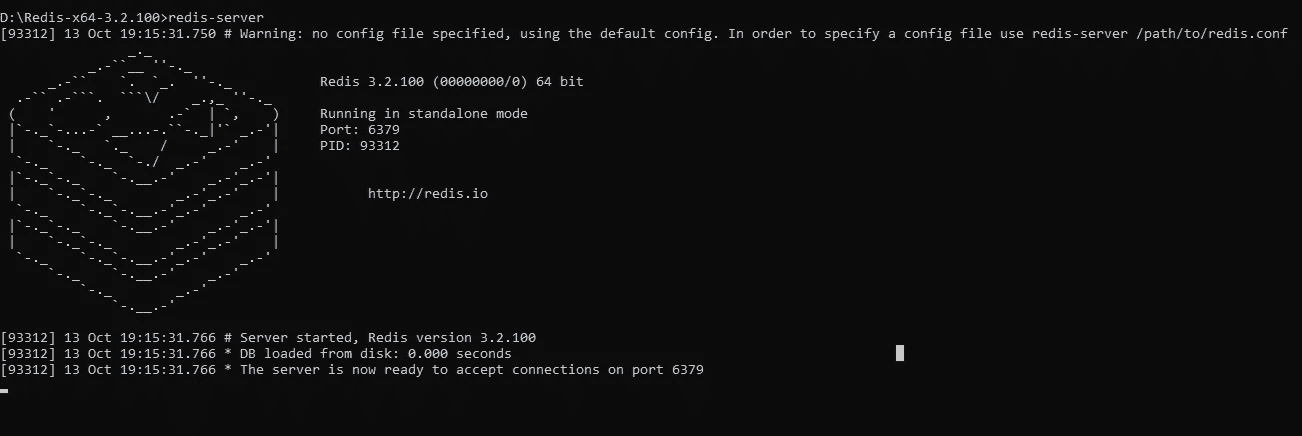 D:\Redis-x64-3.2.100>redis-server
[93312] 13 Oct 19:15:31.750 # Warning: no config file specified, using the default config. In order to specify a config file use redis-server /path/to/redis.conf
Redis 3.2.100 (00000000/0) 64 bit
Running in standalone mode
Port: 6379
PID: 93312
http://redis.io
[93312] 13 Oct 19:15:31.766 # Server started, Redis version 3.2.100
[93312] 13 Oct 19:15:31.766 * DB loaded from disk: 0.000 seconds
[93312] 13 Oct 19:15:31.766 * The server is now ready to accept connections on port 6379